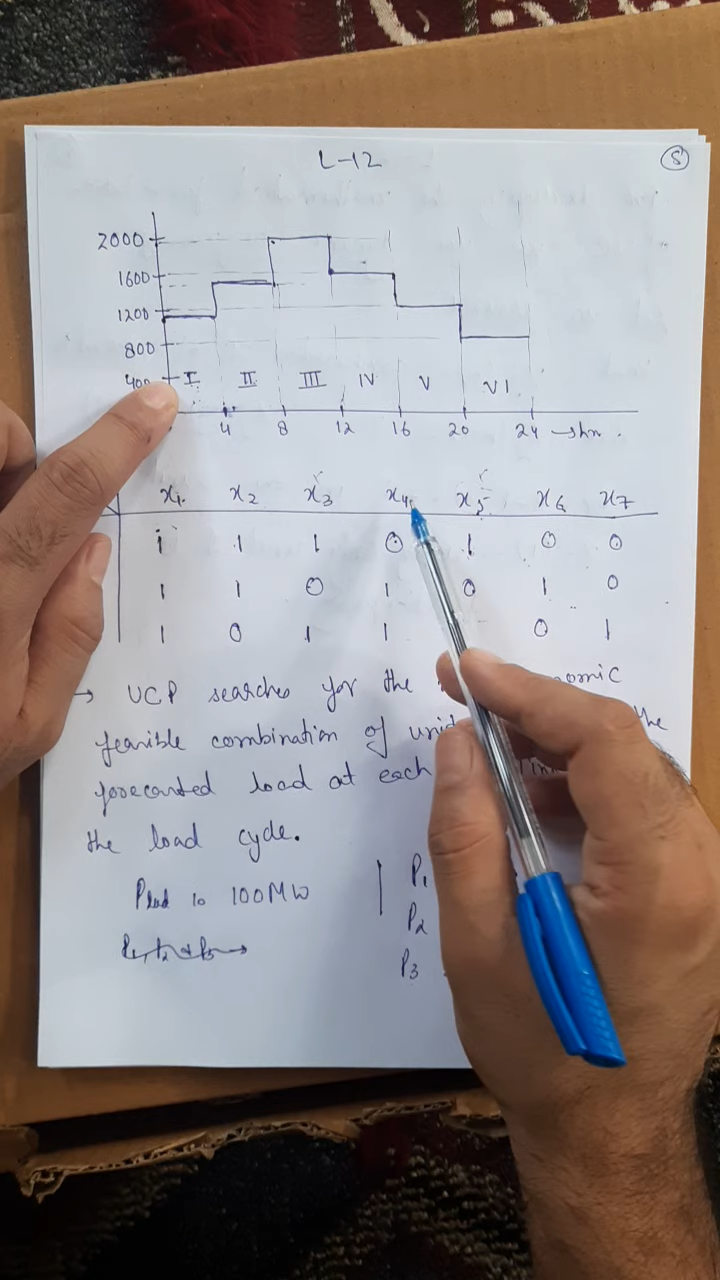 L-12
5
2000
1600
1200
800
400
I II III IV V VI
4 8 12 16 20 24 → hr.
x1 x2 x3 x4 x5 x6 x7
1 1 1 0 1 0 0
1 1 0 1 0 1 0
1 0 1 1 0 1
→ UCP searches for the
feasible combination of the
forecasted load at each
the load cycle.
Pload is 100MW
P1
P2
P3